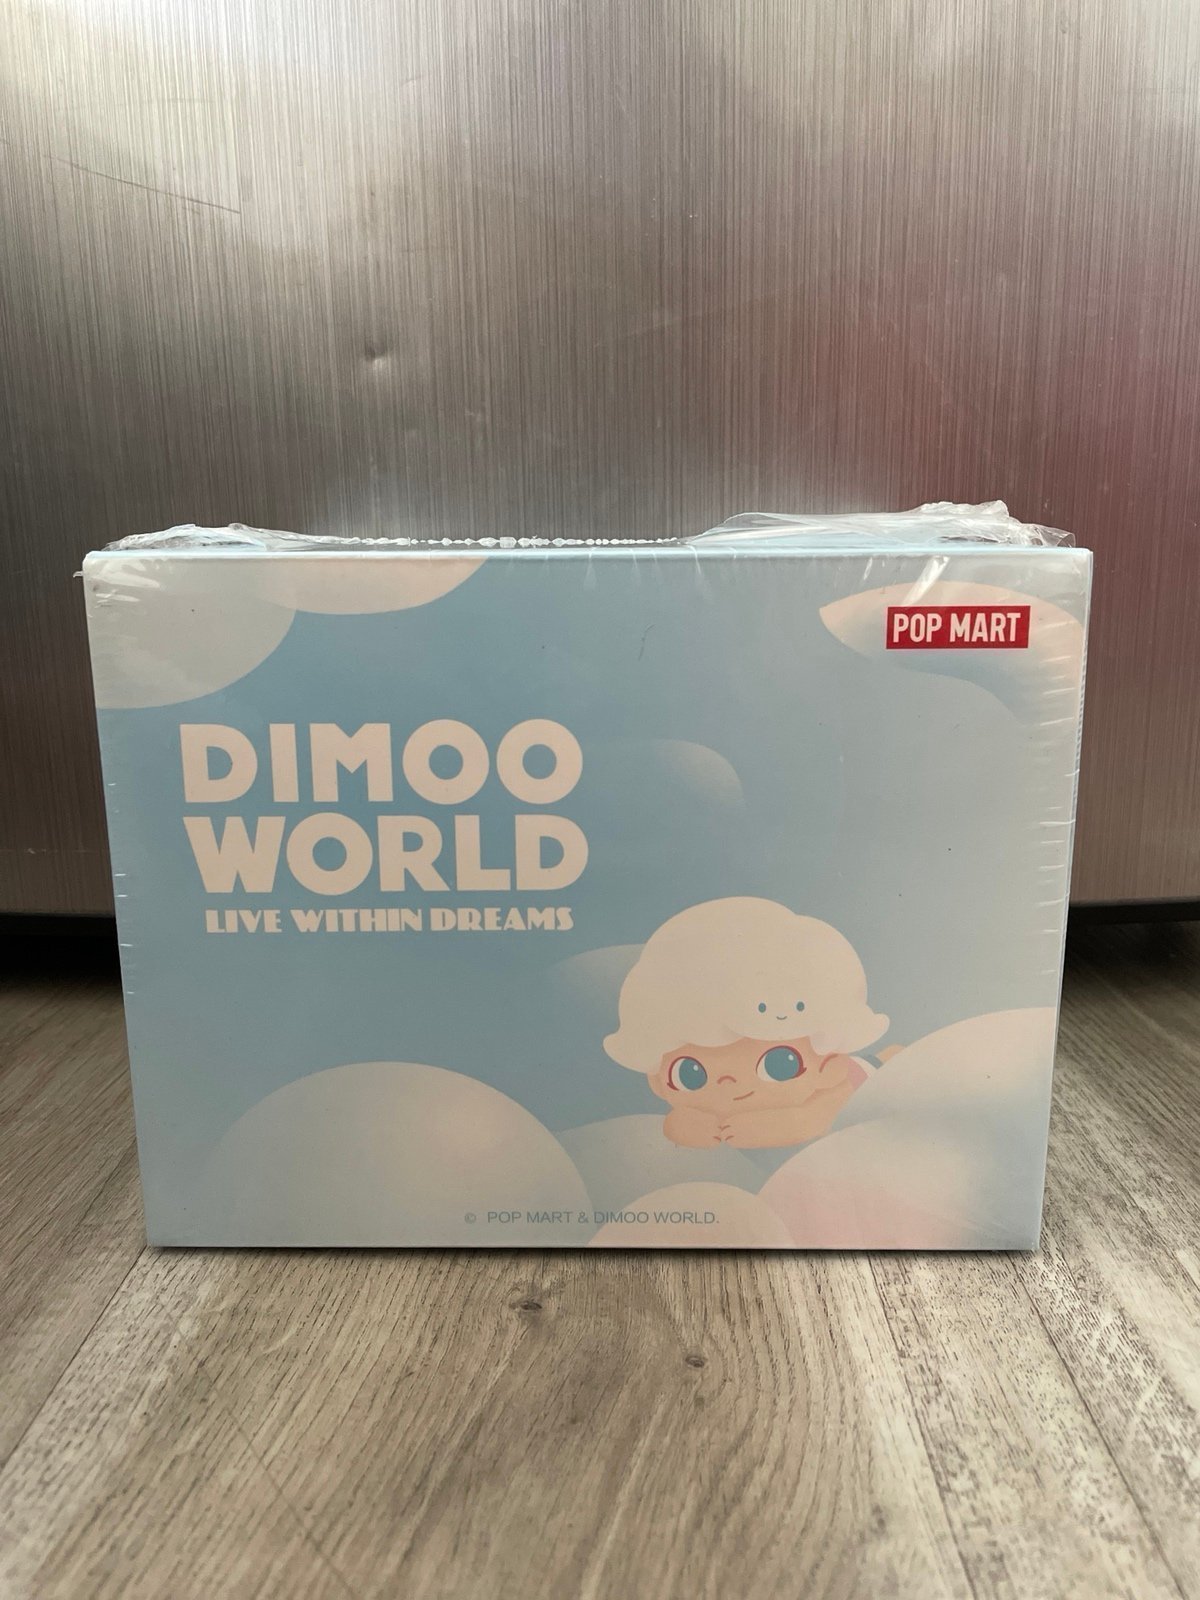 POP MART
DIMOO
WORLD
LIVE WITHIN DREAMS
© POP MART & DIMOO WORLD.